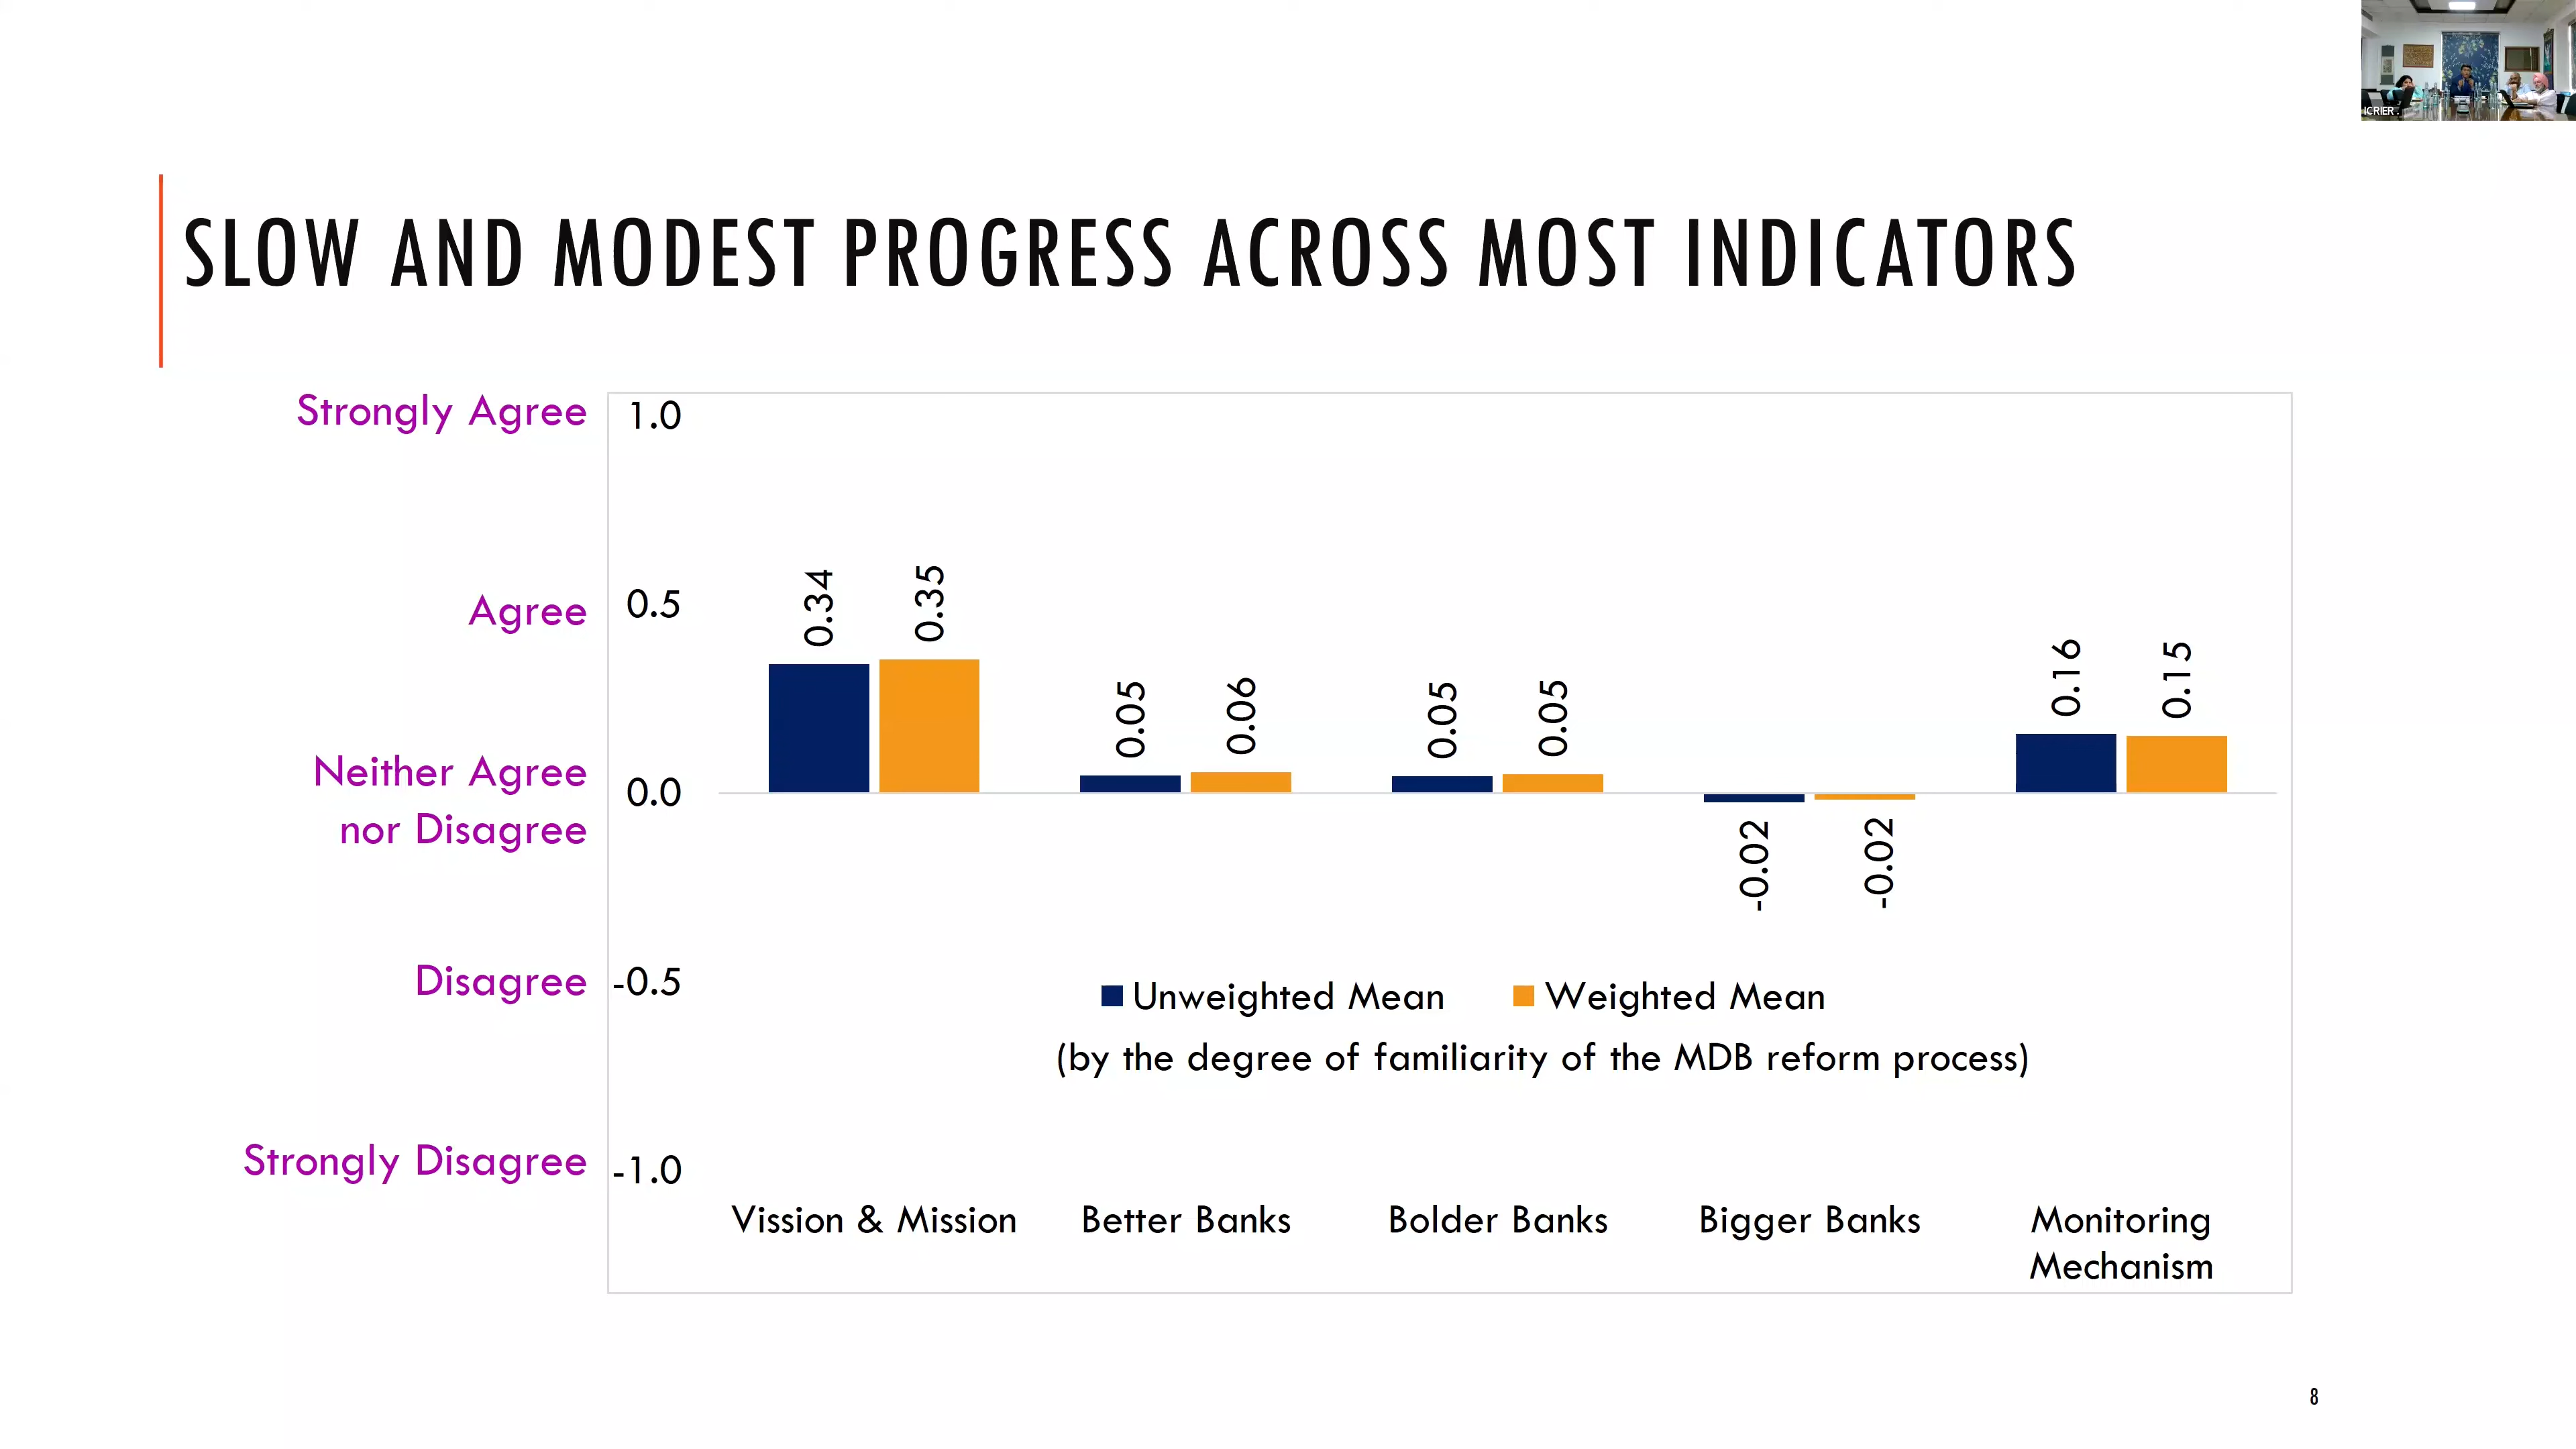 ICRIER.
SLOW AND MODEST PROGRESS ACROSS MOST INDICATORS
Strongly Agree
Agree
Neither Agree
nor Disagree
Disagree
Strongly Disagree
1.0
0.5
0.0
-0.5
-1.0
0.34
0.35
0.05
0.06
0.05
0.05
-0.02
-0.02
0.16
0.15
Unweighted Mean
Weighted Mean
(by the degree of familiarity of the MDB reform process)
Vission & Mission
Better Banks
Bolder Banks
Bigger Banks
Monitoring
Mechanism
8